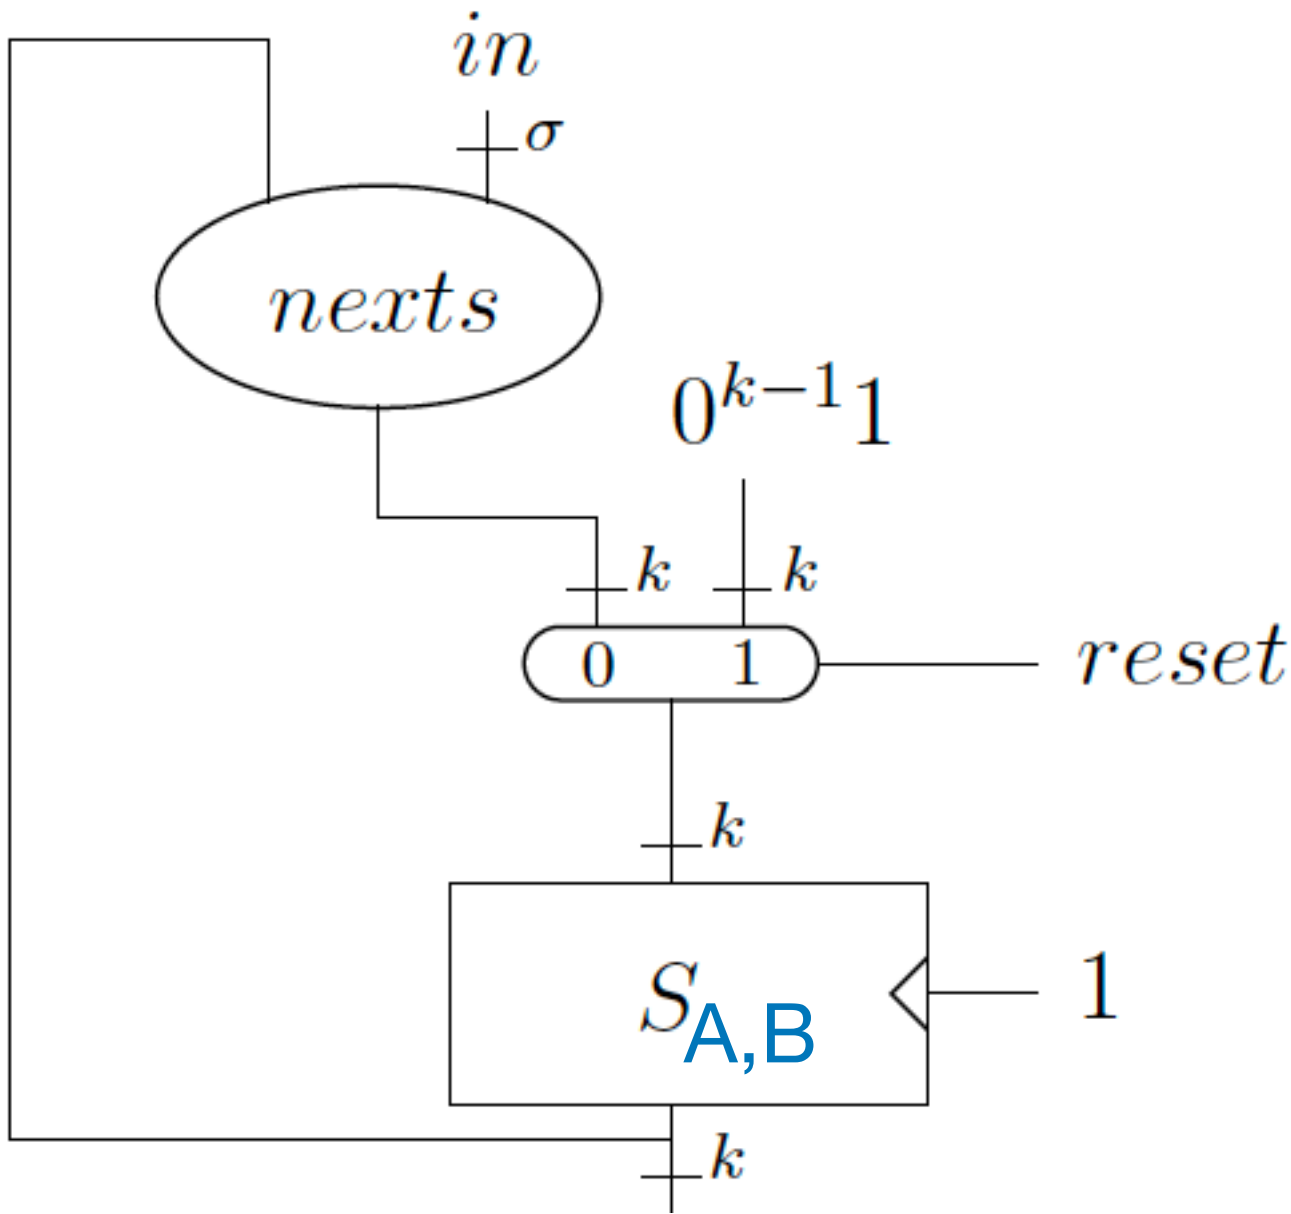 in
σ
nexts
0^{k-1}1
k k
0 1
reset
k
S_{A,B}
1
k